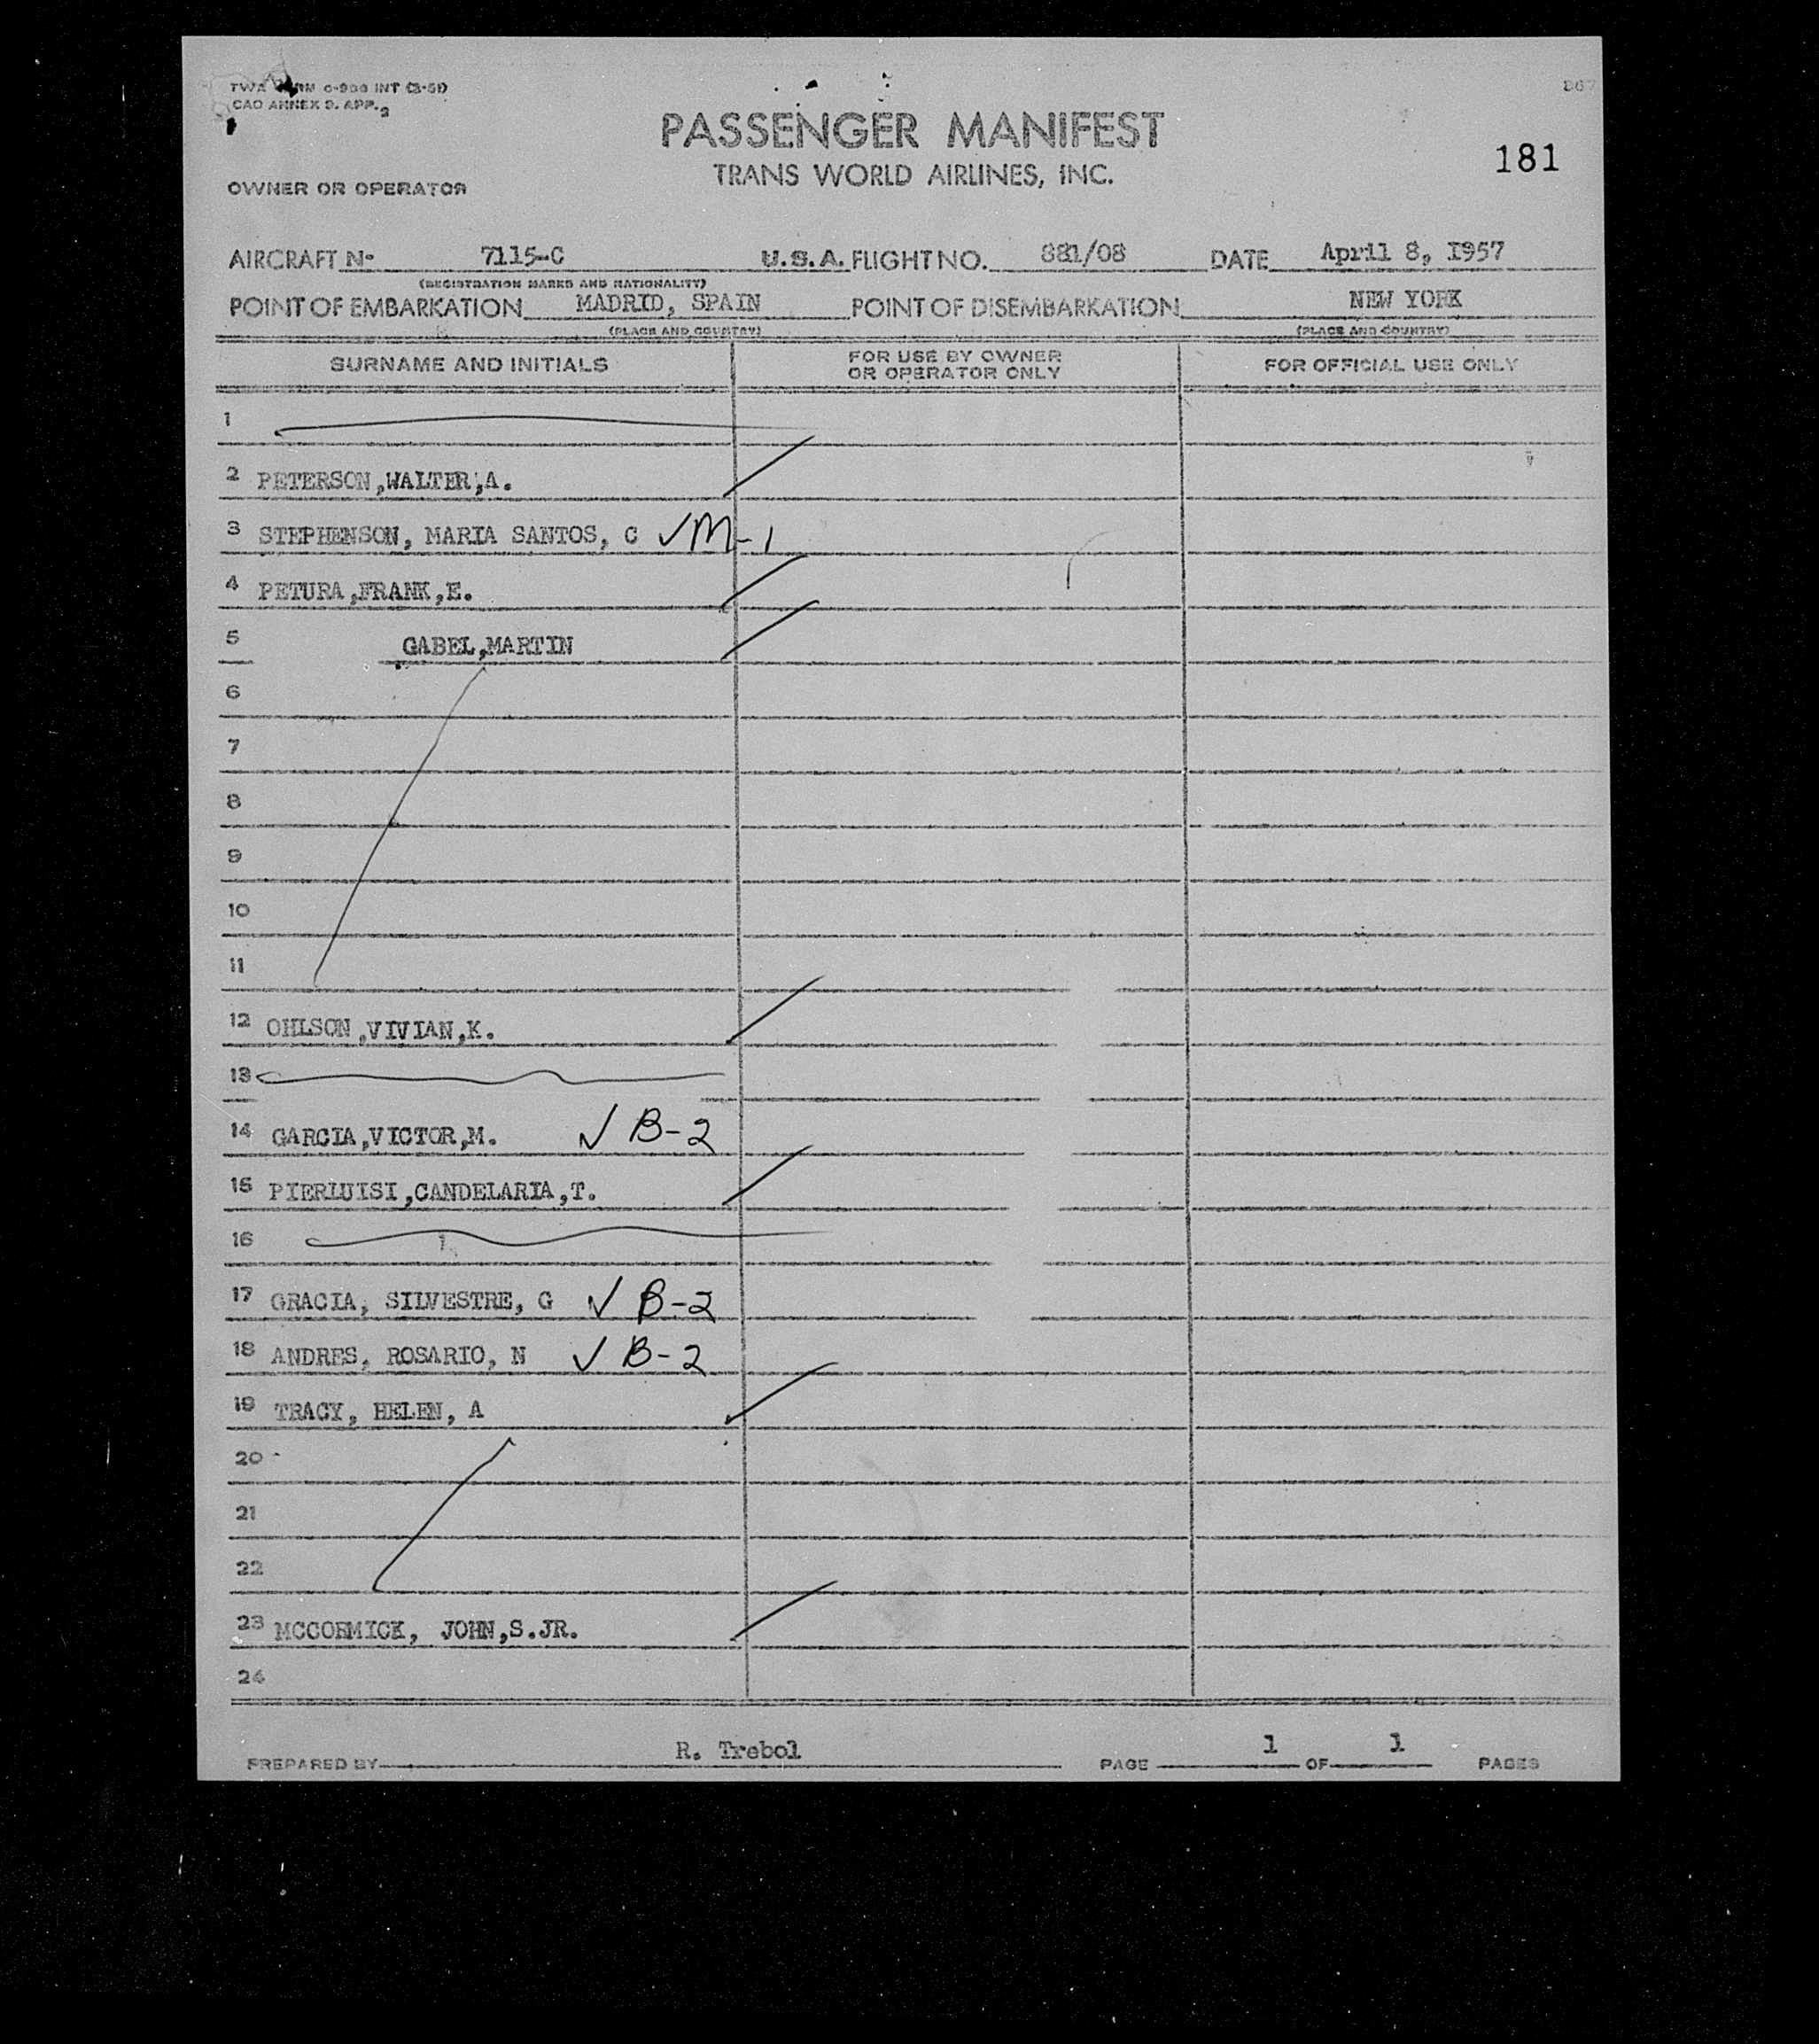 TWA FORM INT (3-51)
CAO ANNEX 9. APP. 2
PASSENGER MANIFEST
181
TRANS WORLD AIRLINES, INC.
OWNER OR OPERATOR
AIRCRAFT N- 7115-C U.S.A. FLIGHT NO. 881/08 DATE April 8, 1957
(REGISTRATION MARKS AND NATIONALITY)
POINT OF EMBARKATION MADRID, SPAIN POINT OF DISEMBARKATION NEW YORK
(PLACE AND COUNTRY) (PLACE AND COUNTRY)
SURNAME AND INITIALS FOR USE BY OWNER OR OPERATOR ONLY FOR OFFICIAL USE ONLY
1
2 PETERSON,WALTER,A.
3 STEPHENSON, MARIA SANTOS, C ✓ M-1
4 PETURA,FRANK,E.
5 GABEL,MARTIN
6
7
8
9
10
11
12 OHLSON,VIVIAN,K.
13
14 GARCIA,VICTOR,M. ✓ B-2
15 PIERLUISI,CANDELARIA,T.
16
17 GRACIA, SILVESTRE, G ✓ B-2
18 ANDRES, ROSARIO, N ✓ B-2
19 TRACY, HELEN, A
20
21
22
23 MCCORMICK, JOHN,S.JR.
24
PREPARED BY R. Trebol PAGE 1 OF 1 PAGES